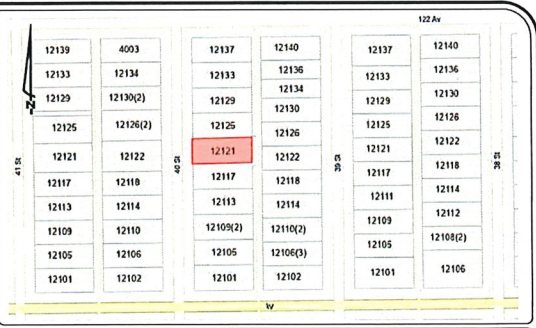 122 Av
12139 4003 12137 12140 12137 12140
12133 12134 12133 12136 12133 12136
12129 12130(2) 12129 12134 12129 12130
12125 12126(2) 12125 12130 12125 12126
12121 12122 12121 12126 12121 12122
12117 12118 12117 12122 12117 12118
12113 12114 12113 12118 12111 12114
12109 12110 12109(2) 12114 12109 12112
12105 12106 12105 12110(2) 12105 12108(2)
12101 12102 12101 12106(3) 12101 12106
12102
41 St
40 St
39 St
38 St
N
AV